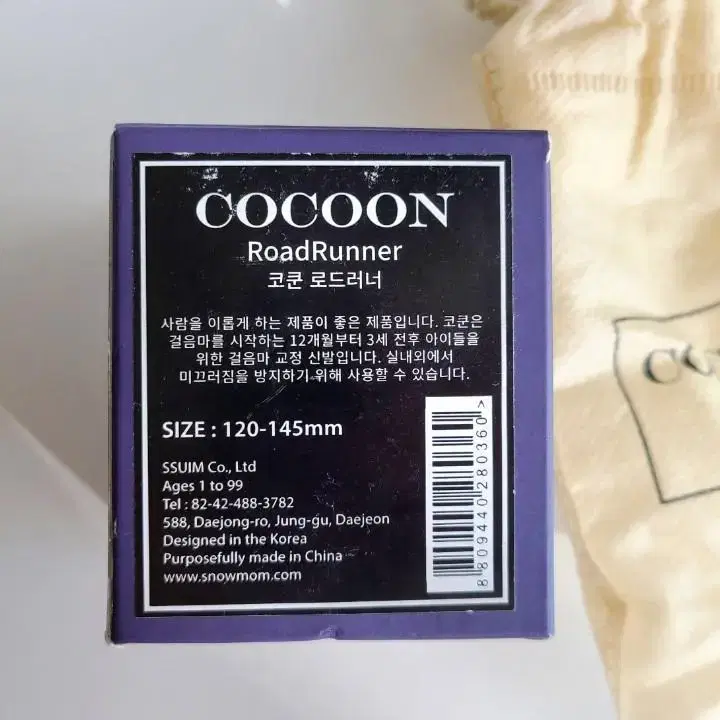 COCOON
RoadRunner
코쿤 로드러너
사람을 이롭게 하는 제품이 좋은 제품입니다. 코쿤은
걸음마를 시작하는 12개월부터 3세 전후 아이들을
위한 걸음마 교정 신발입니다. 실내외에서
미끄러짐을 방지하기 위해 사용할 수 있습니다.
SIZE : 120-145mm
SSUIM Co., Ltd
Ages 1 to 99
Tel : 82-42-488-3782
588, Daejong-ro, Jung-gu, Daejeon
Designed in the Korea
Purposefully made in China
www.snowmom.com
8809440280360>